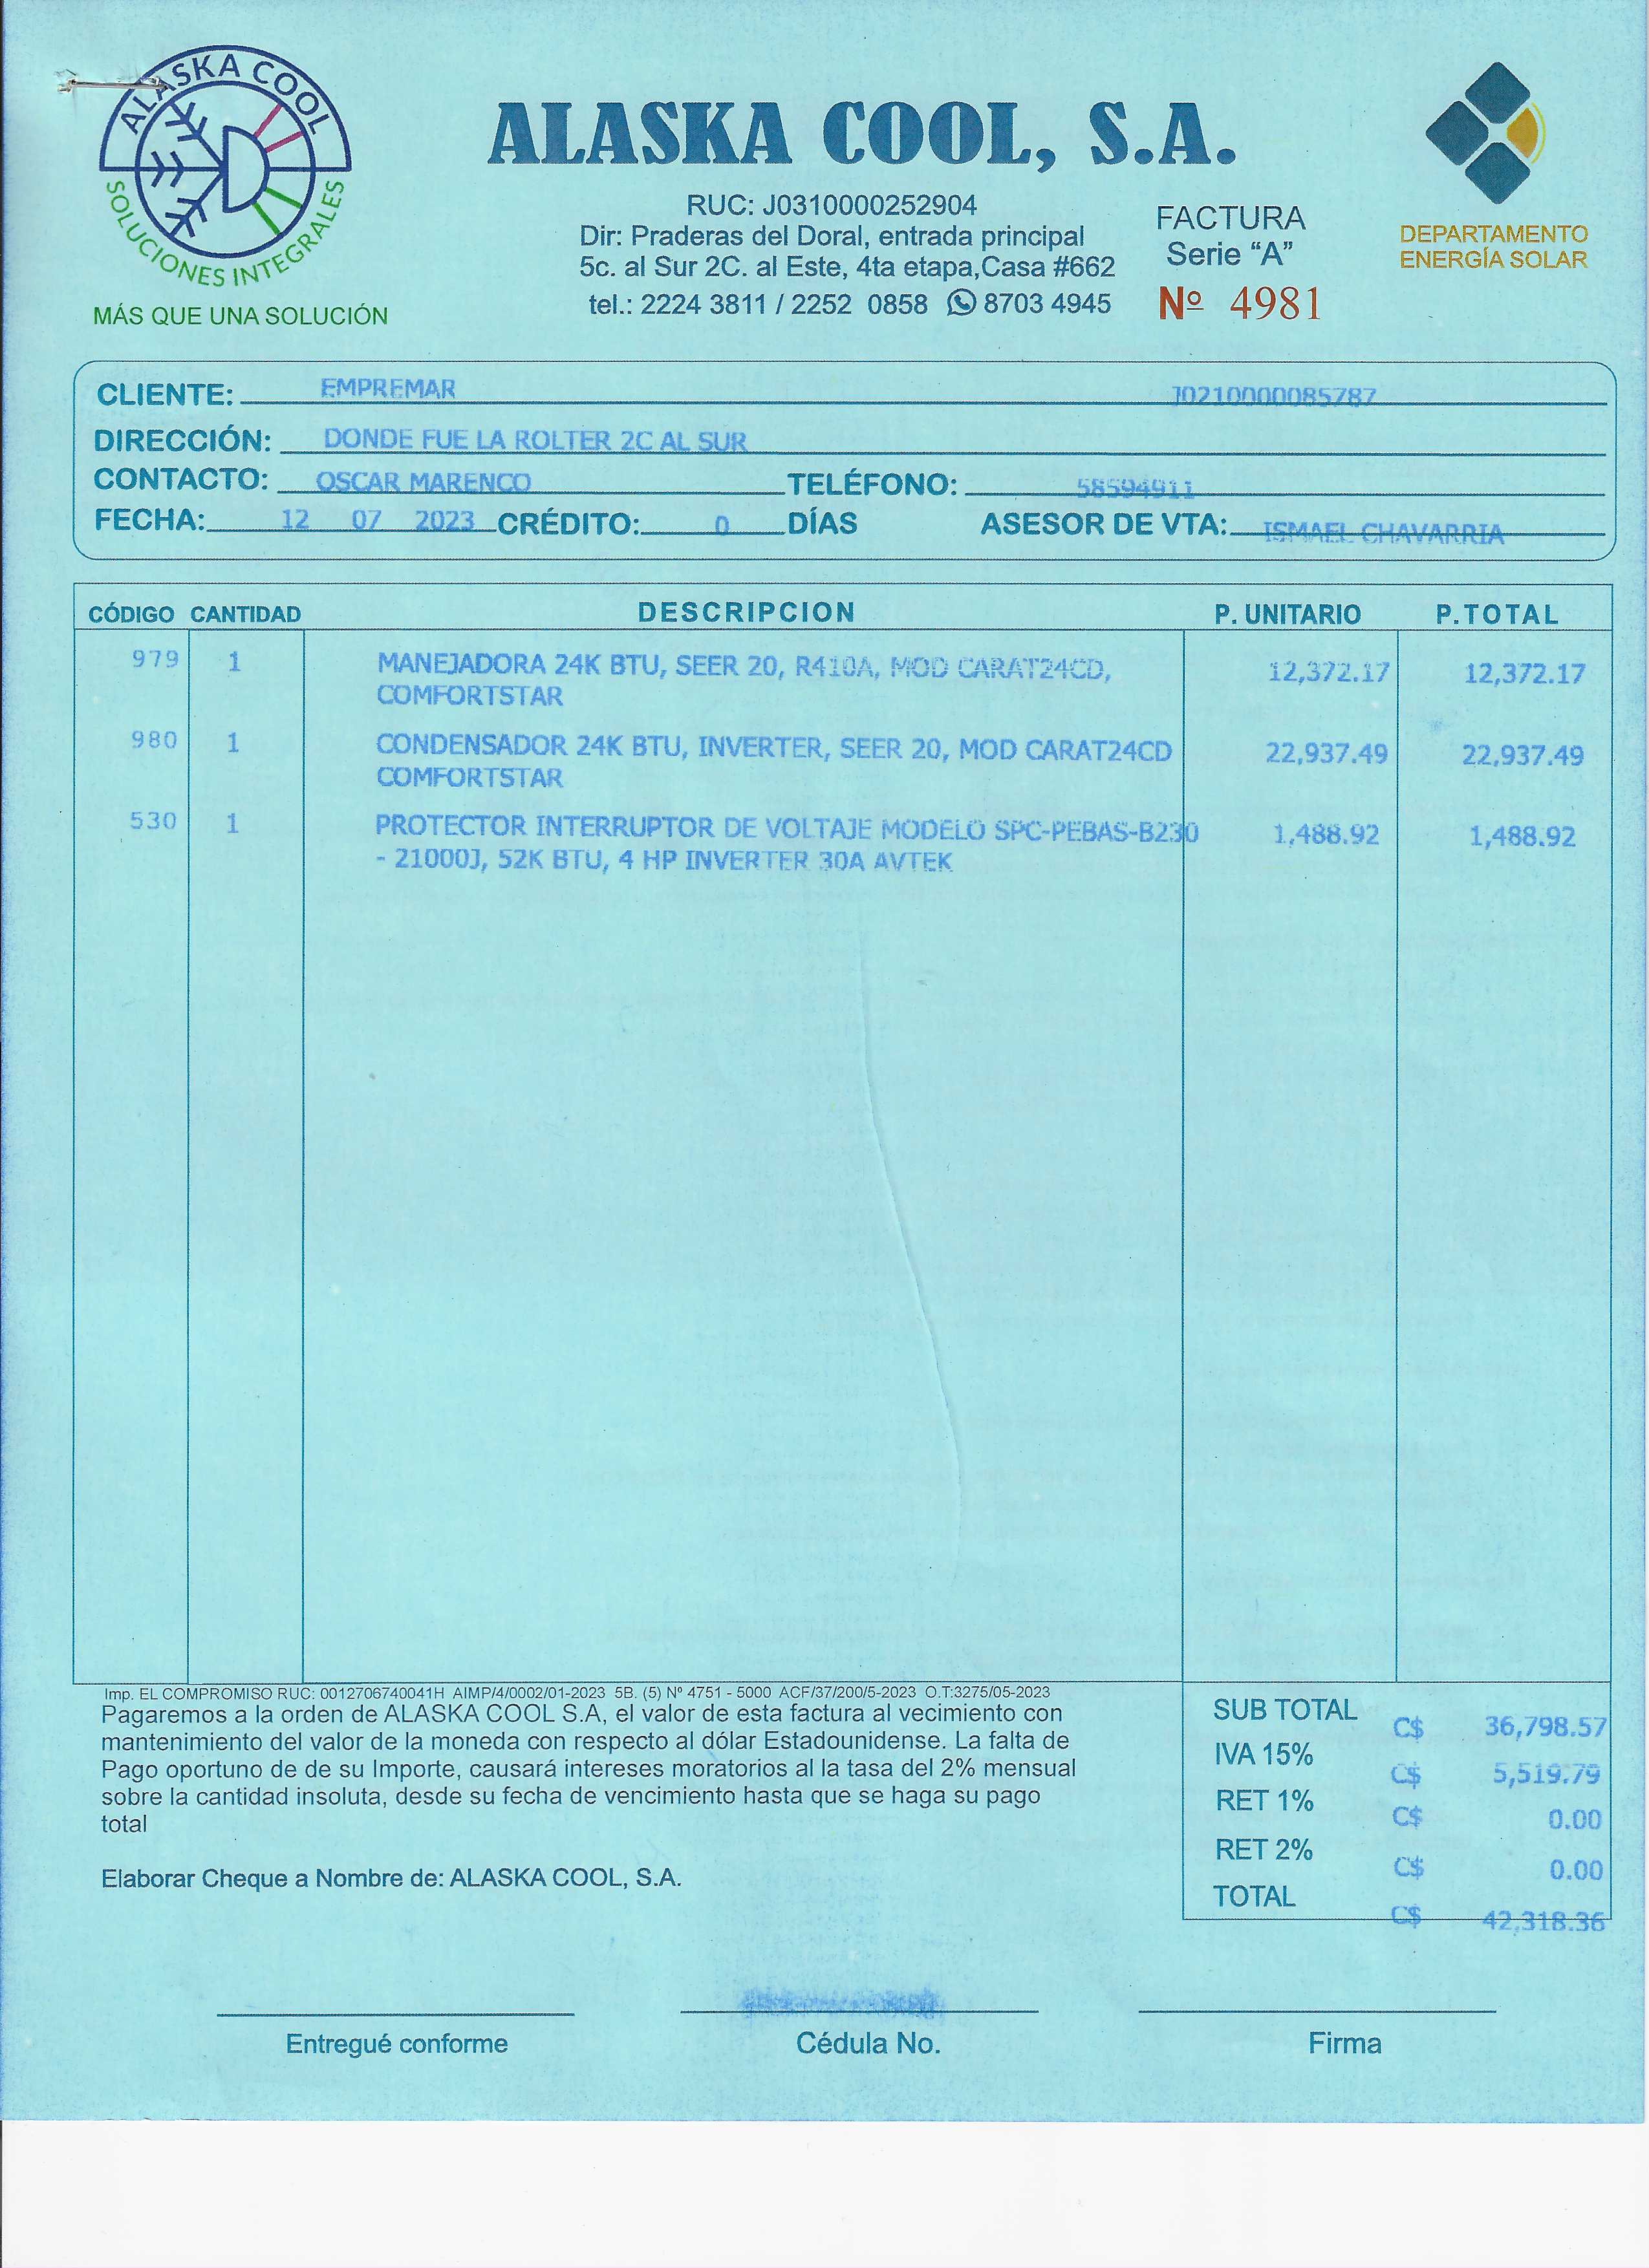 ALASKA COOL
SOLUCIONES INTEGRALES
MÁS QUE UNA SOLUCIÓN
ALASKA COOL, S.A.
RUC: J0310000252904
Dir: Praderas del Doral, entrada principal
5c. al Sur 2C. al Este, 4ta etapa,Casa #662
tel.: 2224 3811 / 2252 0858 8703 4945
FACTURA
Serie “A”
Nº 4981
DEPARTAMENTO
ENERGÍA SOLAR
CLIENTE: EMPREMAR J0210000085787
DIRECCIÓN: DONDE FUE LA ROLTER 2C AL SUR
CONTACTO: OSCAR MARENCO TELÉFONO: 58594911
FECHA: 12 07 2023 CRÉDITO: 0 DÍAS ASESOR DE VTA: ISMAEL CHAVARRIA
CÓDIGO CANTIDAD DESCRIPCION P. UNITARIO P.TOTAL
979 1 MANEJADORA 24K BTU, SEER 20, R410A, MOD CARAT24CD, 12,372.17 12,372.17
COMFORTSTAR
980 1 CONDENSADOR 24K BTU, INVERTER, SEER 20, MOD CARAT24CD 22,937.49 22,937.49
COMFORTSTAR
530 1 PROTECTOR INTERRUPTOR DE VOLTAJE MODELO SPC-PEBAS-B230 1,488.92 1,488.92
- 21000J, 52K BTU, 4 HP INVERTER 30A AVTEK
Imp. EL COMPROMISO RUC: 0012706740041H AIMP/4/0002/01-2023 5B. (5) Nº 4751 - 5000 ACF/37/200/5-2023 O.T:3275/05-2023
Pagaremos a la orden de ALASKA COOL S.A, el valor de esta factura al vecimiento con
mantenimiento del valor de la moneda con respecto al dólar Estadounidense. La falta de
Pago oportuno de de su Importe, causará intereses moratorios al la tasa del 2% mensual
sobre la cantidad insoluta, desde su fecha de vencimiento hasta que se haga su pago
total
Elaborar Cheque a Nombre de: ALASKA COOL, S.A.
SUB TOTAL C$ 36,798.57
IVA 15% C$ 5,519.79
RET 1% C$ 0.00
RET 2% C$ 0.00
TOTAL C$ 42,318.36
Entregué conforme Cédula No. Firma